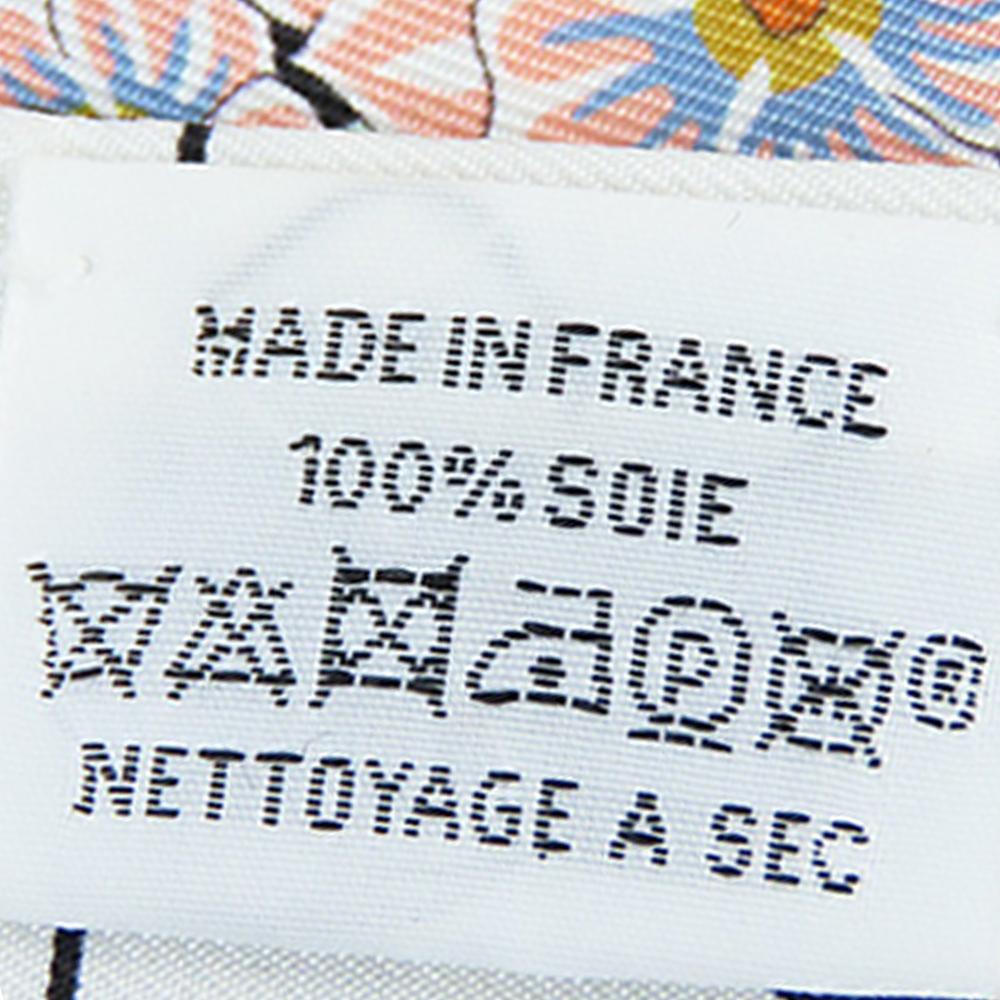 MADE IN FRANCE
100% SOIE
P ®
NETTOYAGE A SEC